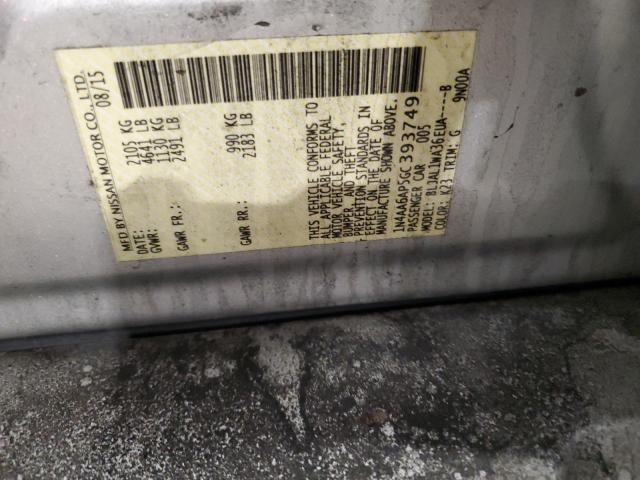 MFD BY NISSAN MOTOR CO., LTD.
DATE: 08/15
GVWR: 2105 KG
4641 LB
GAWR FR: 1130 KG
2491 LB
GAWR RR: 990 KG
2183 LB
THIS VEHICLE CONFORMS TO
ALL APPLICABLE FEDERAL
MOTOR VEHICLE SAFETY,
BUMPER, AND THEFT
PREVENTION STANDARDS IN
EFFECT ON THE DATE OF
MANUFACTURE SHOWN ABOVE.
1N4AA6AP5GC393749
PASSENGER CAR 005
MODEL: BLJALJWA36EUA----B
COLOR: K23 TRIM: G 9N00A